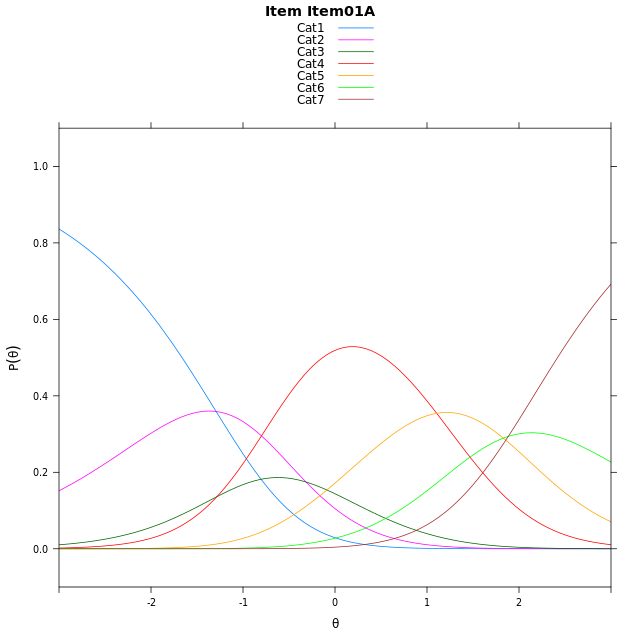 Item Item01A
Cat1
Cat2
Cat3
Cat4
Cat5
Cat6
Cat7
1.0
0.8
0.6
0.4
0.2
0.0
P(θ)
-2 -1 0 1 2
θ